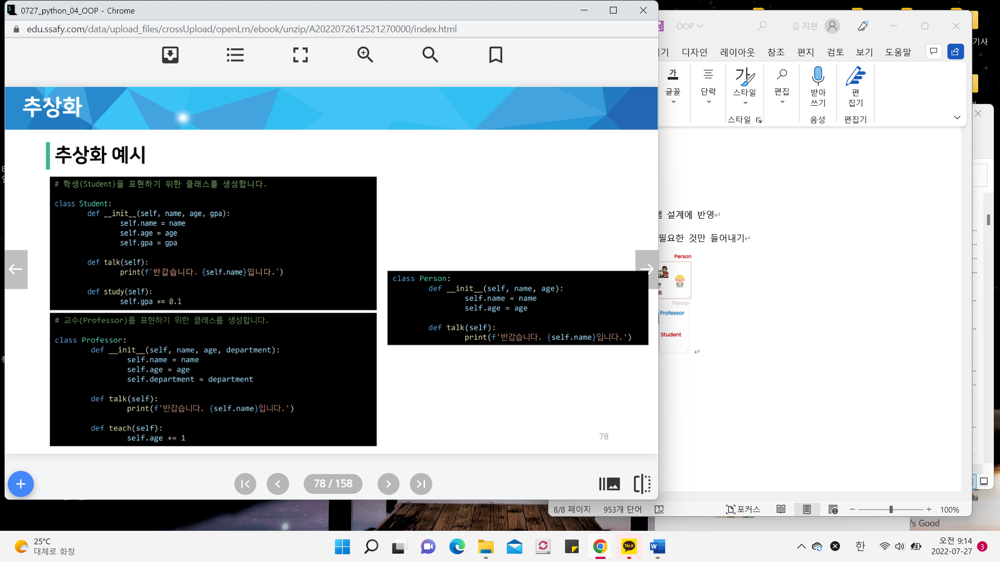 0727_python_04_OOP - Chrome
edu.ssafy.com/data/upload_files/crossUpload/openLrn/ebook/unzip/A2022072612521270000/index.html
추상화
추상화 예시
# 학생(Student)을 표현하기 위한 클래스를 생성합니다.
class Student:
def __init__(self, name, age, gpa):
self.name = name
self.age = age
self.gpa = gpa
def talk(self):
print(f'반갑습니다. {self.name}입니다.')
def study(self):
self.gpa += 0.1
# 교수(Professor)를 표현하기 위한 클래스를 생성합니다.
class Professor:
def __init__(self, name, age, department):
self.name = name
self.age = age
self.department = department
def talk(self):
print(f'반갑습니다. {self.name}입니다.')
def teach(self):
self.age += 1
class Person:
def __init__(self, name, age):
self.name = name
self.age = age
def talk(self):
print(f'반갑습니다. {self.name}입니다.')
78
78 / 158
OOP
김 지현
기사
디자인 레이아웃 참조 편지 검토 보기 도움말
가
글꼴
단락
가
스타일
편집
받아
쓰기
편
집기
스타일
음성
편집기
설계에 반영
필요한 것만 들어내기
Person
Person
Professor
Student
8/8 페이지
953개 단어
포커스
100%
's Good
25°C
대체로 화창
TALK
W
한
오전 9:14
2022-07-27
3